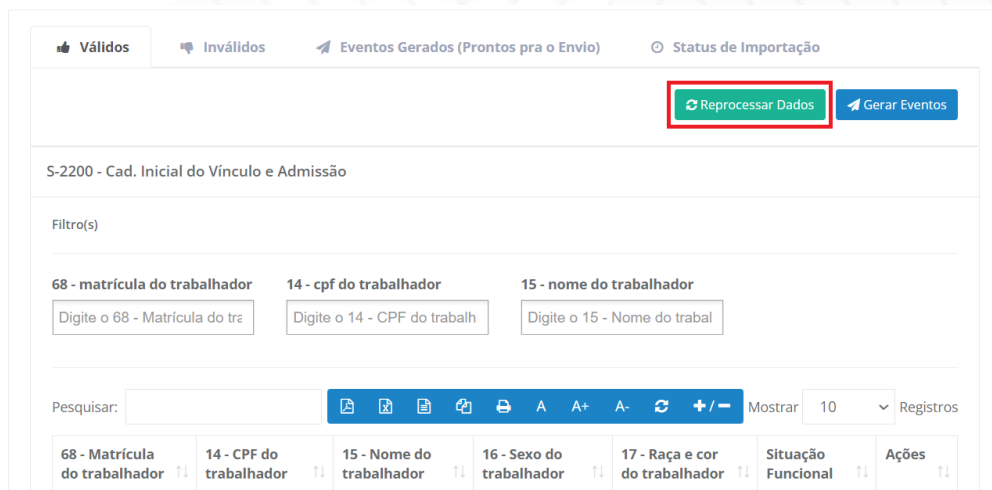 Válidos
Inválidos
Eventos Gerados (Prontos pra o Envio)
Status de Importação
Reprocessar Dados
Gerar Eventos
S-2200 - Cad. Inicial do Vínculo e Admissão
Filtro(s)
68 - matrícula do trabalhador
14 - cpf do trabalhador
15 - nome do trabalhador
Digite o 68 - Matrícula do tra
Digite o 14 - CPF do trabalh
Digite o 15 - Nome do trabal
Pesquisar:
A
A+
A-
+/-
Mostrar
10
Registros
68 - Matrícula
do trabalhador
14 - CPF do
trabalhador
15 - Nome do
trabalhador
16 - Sexo do
trabalhador
17 - Raça e cor
do trabalhador
Situação
Funcional
Ações